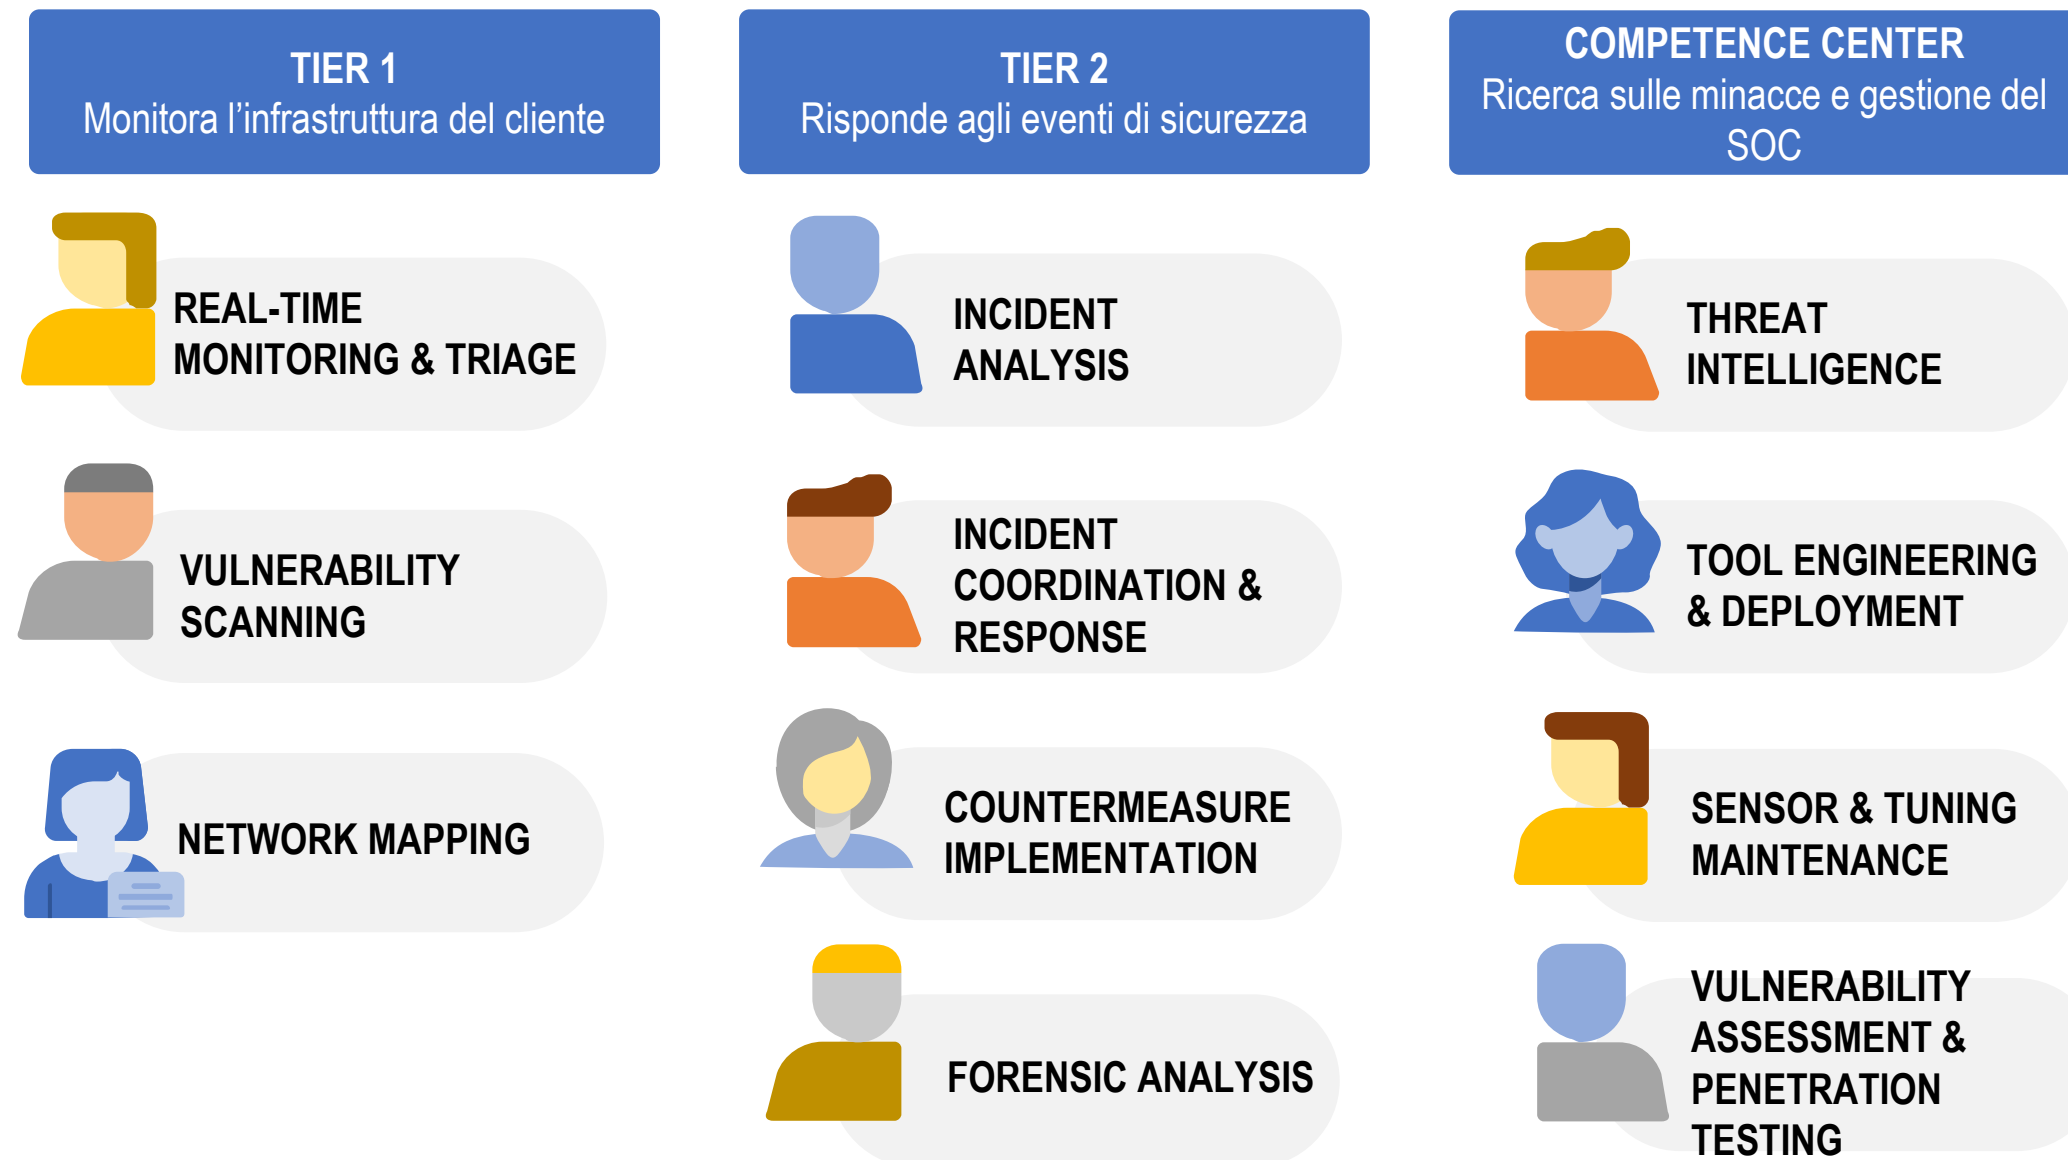 TIER 1
Monitora l’infrastruttura del cliente
REAL-TIME
MONITORING & TRIAGE
VULNERABILITY
SCANNING
NETWORK MAPPING
TIER 2
Risponde agli eventi di sicurezza
INCIDENT
ANALYSIS
INCIDENT
COORDINATION &
RESPONSE
COUNTERMEASURE
IMPLEMENTATION
FORENSIC ANALYSIS
COMPETENCE CENTER
Ricerca sulle minacce e gestione del
SOC
THREAT
INTELLIGENCE
TOOL ENGINEERING
& DEPLOYMENT
SENSOR & TUNING
MAINTENANCE
VULNERABILITY
ASSESSMENT &
PENETRATION
TESTING